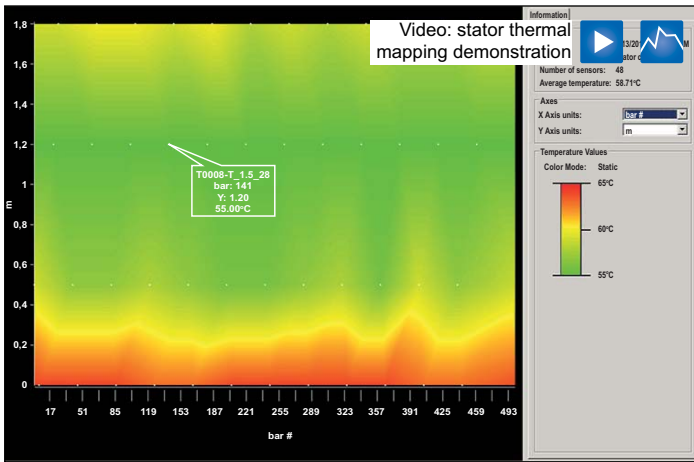 Video: stator thermal
mapping demonstration
1,8
1,6
1,4
1,2
1
0,8
0,6
0,4
0,2
0
m
T0008-T_1.5_28
bar: 141
Y: 1.20
55.00°C
17 51 85 119 153 187 221 255 289 323 357 391 425 459 493
bar #
Information
Number of sensors: 48
Average temperature: 58.71°C
Axes
X Axis units: bar #
Y Axis units: m
Temperature Values
Color Mode: Static
65°C
60°C
55°C